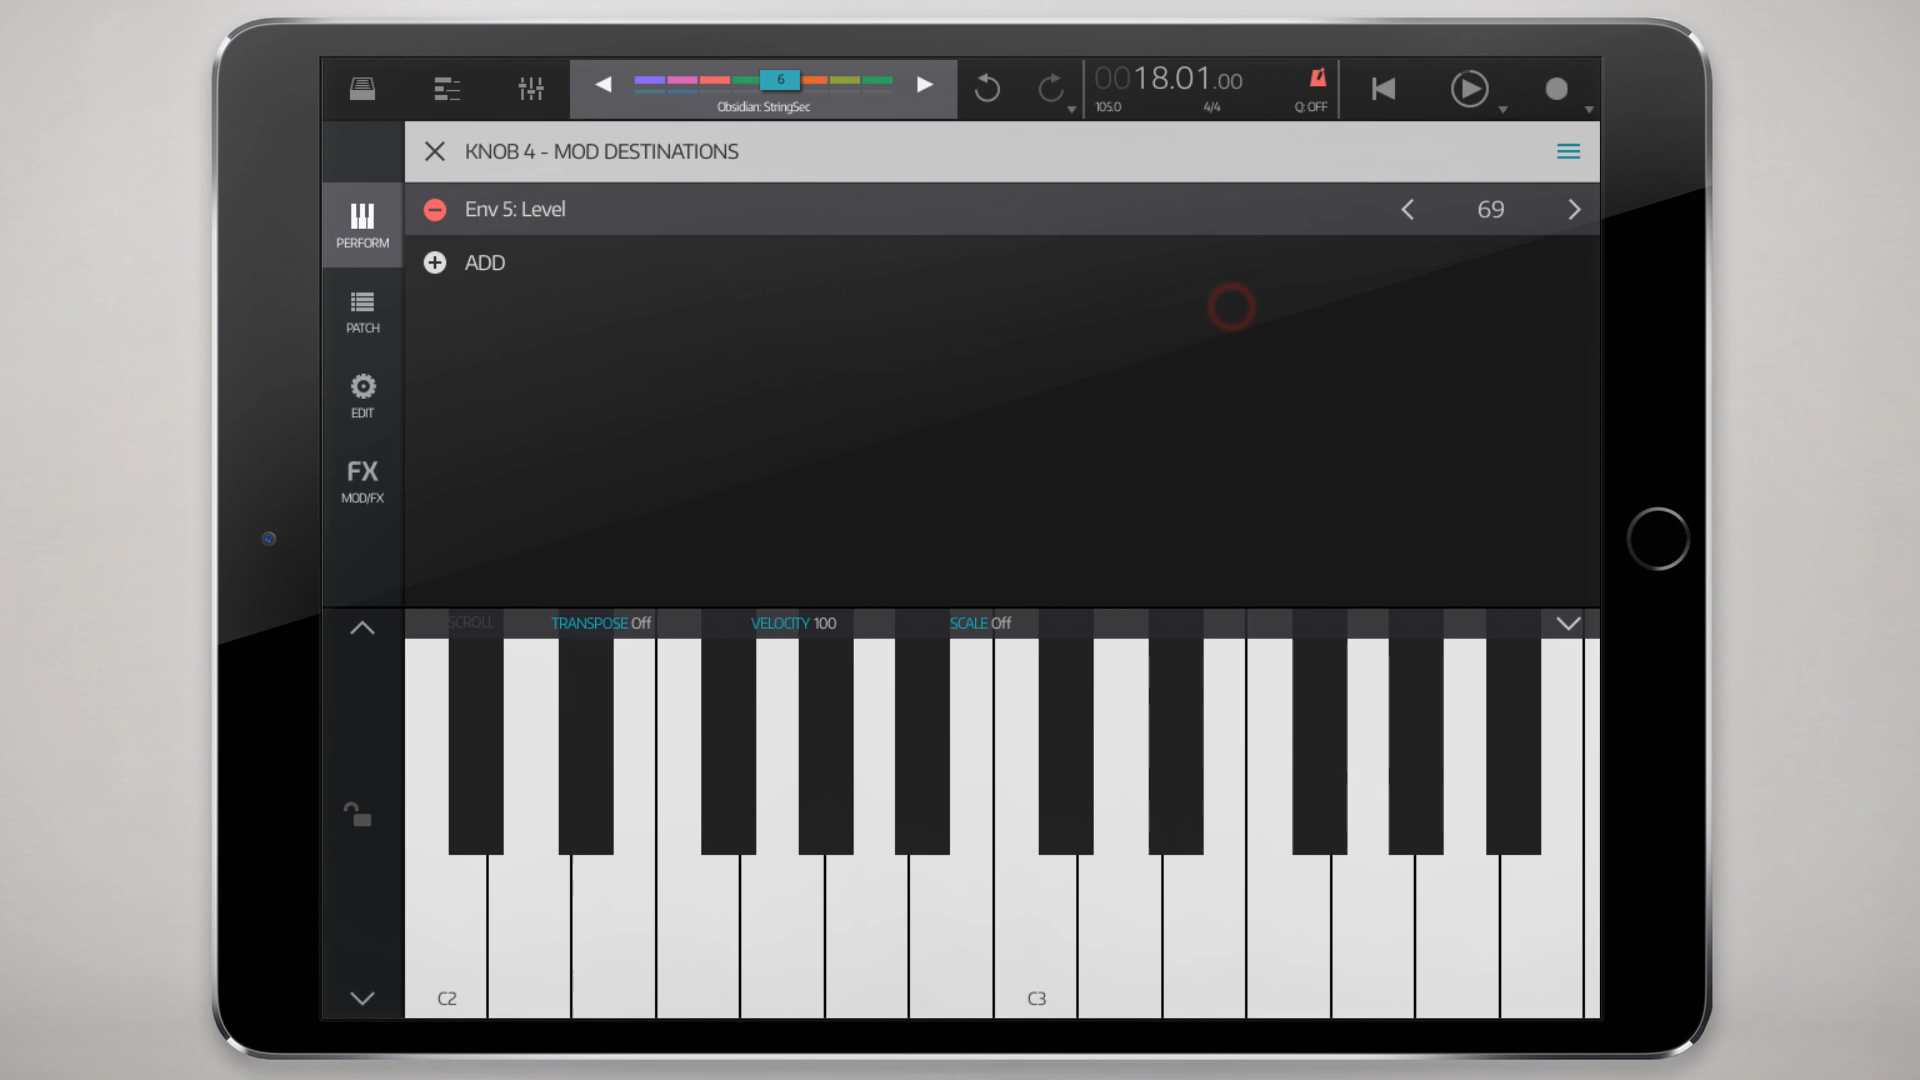 6
Obsidian: StringSec
0018.01.00
105.0
4/4
Q: OFF
KNOB 4 - MOD DESTINATIONS
Env 5: Level
69
ADD
PERFORM
PATCH
EDIT
FX
MOD/FX
SCROLL
TRANSPOSE Off
VELOCITY 100
SCALE Off
C2
C3